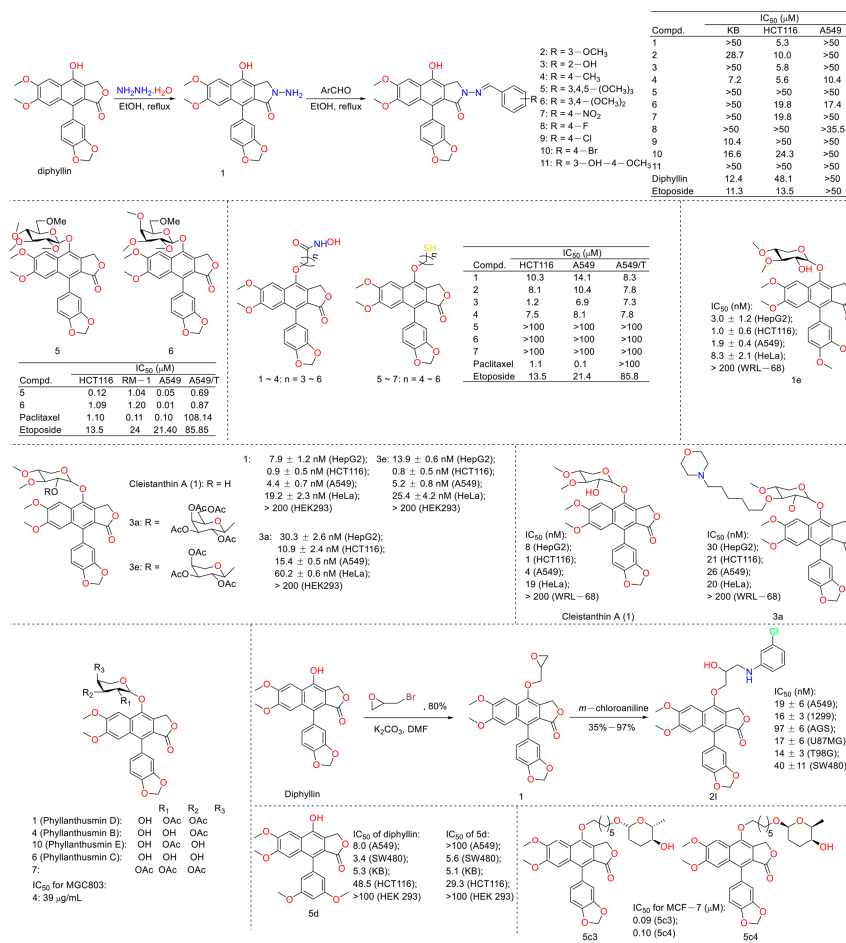 NH2NH2.H2O
EtOH, reflux
ArCHO
EtOH, reflux
diphyllin
1
2: R = 3−OCH3
3: R = 2−OH
4: R = 4−CH3
5: R = 3,4,5−(OCH3)3
6: R = 3,4−(OCH3)2
7: R = 4−NO2
8: R = 4−F
9: R = 4−Cl
10: R = 4−Br
11: R = 3−OH−4−OCH3
IC50 (μM)
Compd. KB HCT116 A549
1 >50 5.3 >50
2 28.7 10.0 >50
3 >50 5.8 >50
4 7.2 5.6 10.4
5 >50 >50 >50
6 >50 19.8 17.4
7 >50 19.8 >50
8 >50 >50 >35.5
9 10.4 >50 >50
10 16.6 24.3 >50
11 >50 >50 >50
Diphyllin 12.4 48.1 >50
Etoposide 11.3 13.5 >50
5
6
IC50 (μM)
Compd. HCT116 RM−1 A549 A549/T
5 0.12 1.04 0.05 0.69
6 1.09 1.20 0.01 0.87
Paclitaxel 1.10 0.11 0.10 108.14
Etoposide 13.5 24 21.40 85.85
1 ~ 4: n = 3 ~ 6
5 ~ 7: n = 4 ~ 6
IC50 (μM)
Compd. HCT116 A549 A549/T
1 10.3 14.1 8.3
2 8.1 10.4 7.8
3 1.2 6.9 7.3
4 7.5 8.1 7.8
5 >100 >100 >100
6 >100 >100 >100
7 >100 >100 >100
Paclitaxel 1.1 0.1 >100
Etoposide 13.5 21.4 85.8
IC50 (nM):
3.0 ± 1.2 (HepG2);
1.0 ± 0.6 (HCT116);
1.9 ± 0.4 (A549);
8.3 ± 2.1 (HeLa);
> 200 (WRL−68)
1e
Cleistanthin A (1): R = H
3a: R =
3e: R =
1: 7.9 ± 1.2 nM (HepG2);
0.9 ± 0.5 nM (HCT116);
4.4 ± 0.7 nM (A549);
19.2 ± 2.3 nM (HeLa);
> 200 (HEK293)
3e: 13.9 ± 0.6 nM (HepG2);
0.8 ± 0.5 nM (HCT116);
5.2 ± 0.8 nM (A549);
25.4 ±4.2 nM (HeLa);
> 200 (HEK293)
3a: 30.3 ± 2.6 nM (HepG2);
10.9 ± 2.4 nM (HCT116);
15.4 ± 0.5 nM (A549);
60.2 ± 0.6 nM (HeLa);
> 200 (HEK293)
IC50 (nM):
8 (HepG2);
1 (HCT116);
4 (A549);
19 (HeLa);
> 200 (WRL−68)
Cleistanthin A (1)
IC50 (nM):
30 (HepG2);
21 (HCT116);
26 (A549);
20 (HeLa);
> 200 (WRL−68)
3a
R1 R2 R3
1 (Phyllanthusmin D) OH OAc OAc
4 (Phyllanthusmin B): OH OH OAc
10 (Phyllanthusmin E): OH OAc OH
6 (Phyllanthusmin C): OH OH OH
7: OAc OAc OAc
IC50 for MGC803:
4: 39 μg/mL
Diphyllin
, 80%
K2CO3, DMF
1
m−chloroaniline
35%−97%
2l
IC50 (nM):
19 ± 6 (A549);
16 ± 3 (1299);
97 ± 6 (AGS)
17 ± 6 (U87MG)
14 ± 3 (T98G);
40 ±11 (SW480)
5d
IC50 of diphyllin:
8.0 (A549);
3.4 (SW480);
5.3 (KB);
48.5 (HCT116);
>100 (HEK 293)
IC50 of 5d:
>100 (A549);
5.6 (SW480);
5.1 (KB);
29.3 (HCT116);
>100 (HEK 293)
IC50 for MCF−7 (μM):
0.09 (5c3);
0.10 (5c4)
5c3
5c4